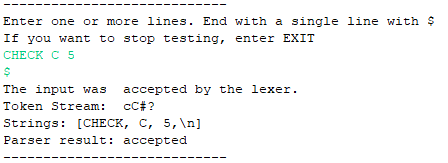 ----------------------------
Enter one or more lines. End with a single line with $
If you want to stop testing, enter EXIT
CHECK C 5
$
The input was  accepted by the lexer.
Token Stream:  cC#?
Strings: [CHECK, C, 5,\n]
Parser result: accepted
----------------------------